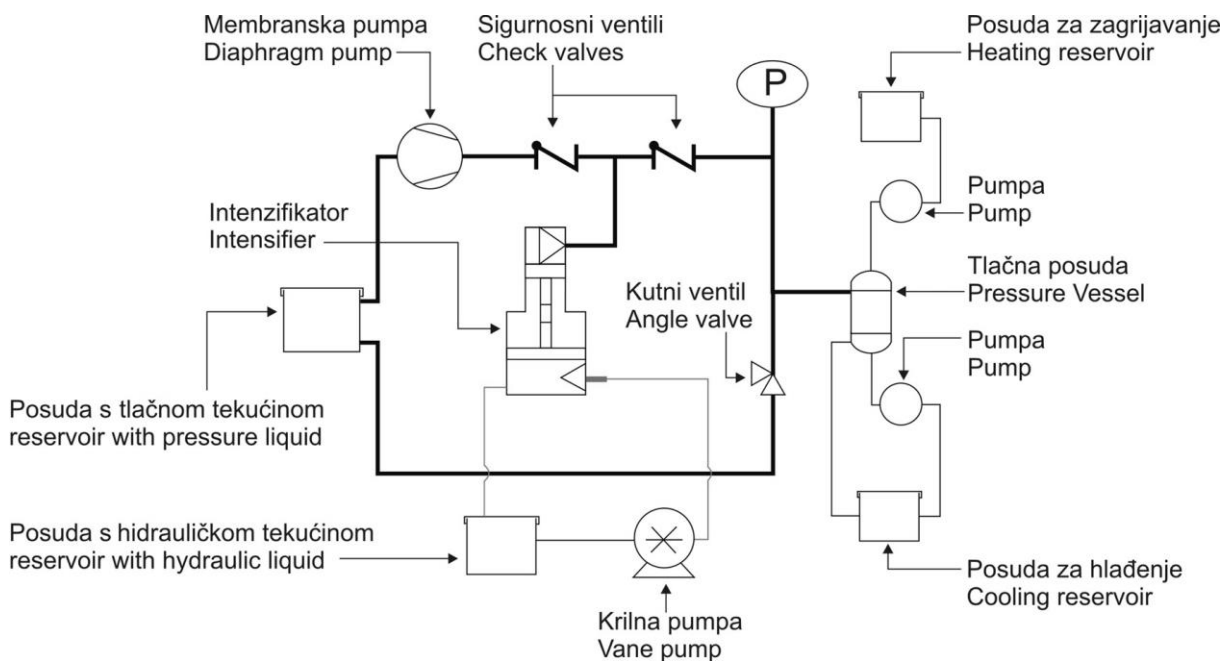 Membranska pumpa
Diaphragm pump
Sigurnosni ventili
Check valves
Posuda za zagrijavanje
Heating reservoir
P
Pumpa
Pump
Intenzifikator
Intensifier
Kutni ventil
Angle valve
Tlačna posuda
Pressure Vessel
Pumpa
Pump
Posuda s tlačnom tekućinom
reservoir with pressure liquid
Posuda s hidrauličkom tekućinom
reservoir with hydraulic liquid
Krilna pumpa
Vane pump
Posuda za hlađenje
Cooling reservoir